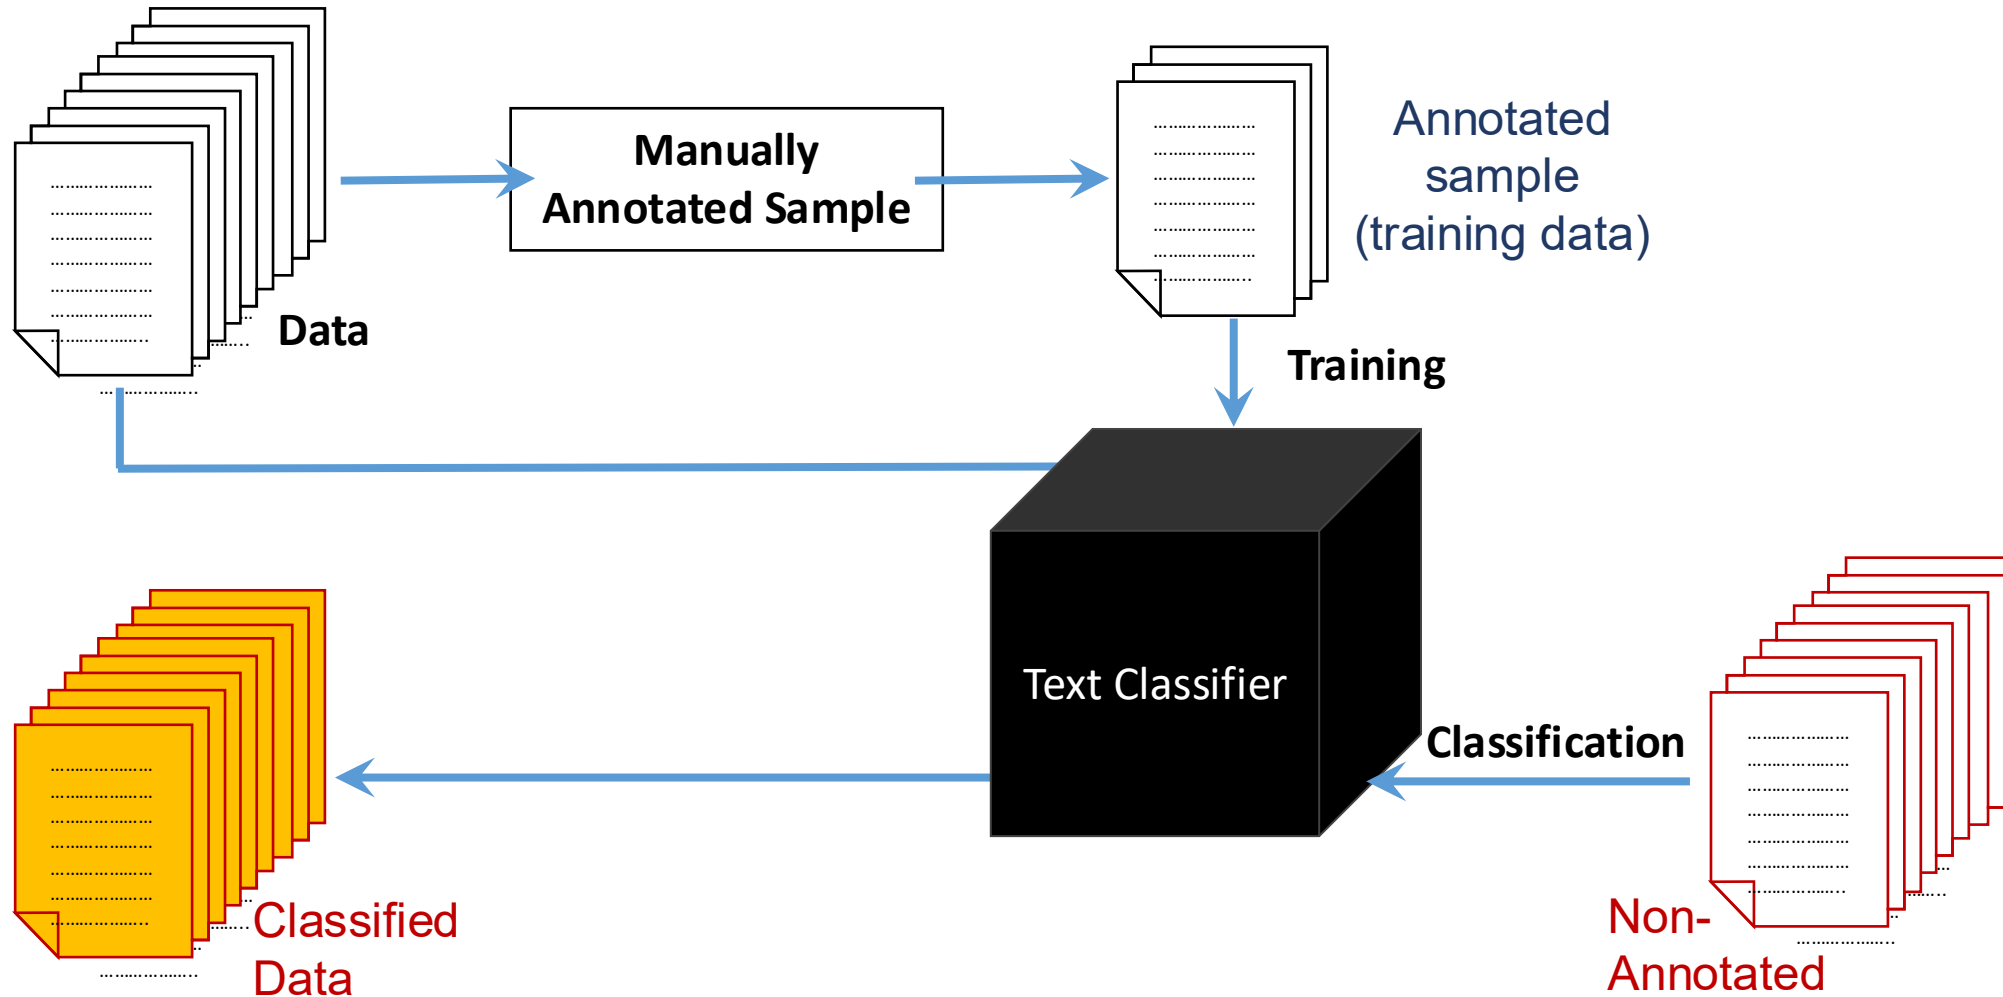 Manually
Annotated Sample
Annotated
sample
(training data)
Data
Training
Text Classifier
Classification
Classified
Data
Non-
Annotated